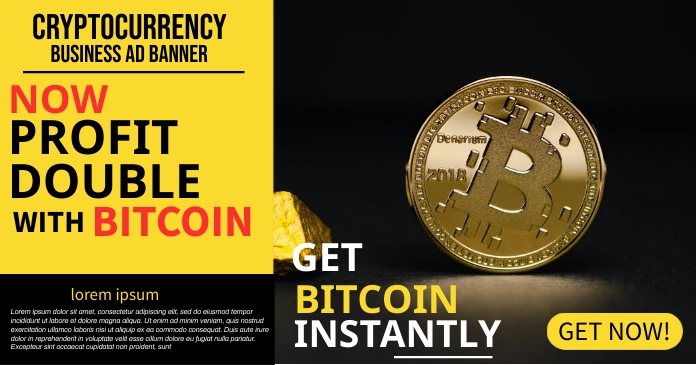 CRYPTOCURRENCY
BUSINESS AD BANNER
NOW
PROFIT
DOUBLE
WITH BITCOIN
lorem ipsum
Lorem ipsum dolor sit amet, consectetur adipiscing elit, sed do eiusmod tempor
incididunt ut labore et dolore magna aliqua. Ut enim ad minim veniam, quis nostrud
exercitation ullamco laboris nisi ut aliquip ex ea commodo consequat. Duis aute irure
dolor in reprehenderit in voluptate velit esse cillum dolore eu fugiat nulla pariatur.
Excepteur sint occaecat cupidatat non proident, sunt
Denarium
2018
GET
BITCOIN
INSTANTLY
GET NOW!